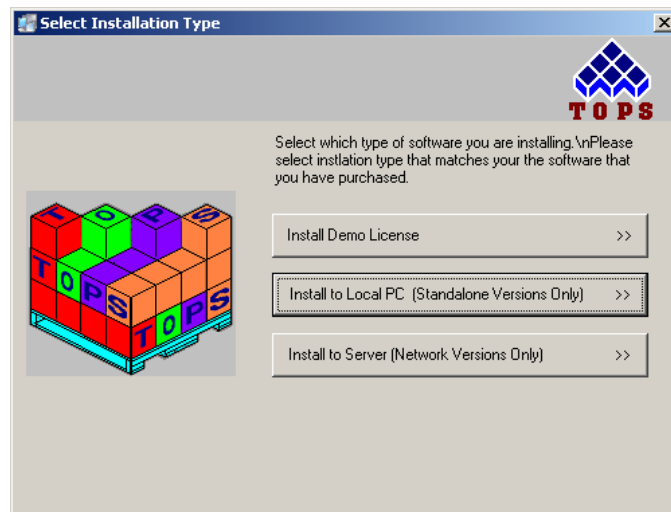 Select Installation Type
TOPS
Select which type of software you are installing.\nPlease
select instlation type that matches your the software that
you have purchased.
TOPS
TOPS
TOPS
Install Demo License >>
Install to Local PC (Standalone Versions Only) >>
Install to Server (Network Versions Only) >>